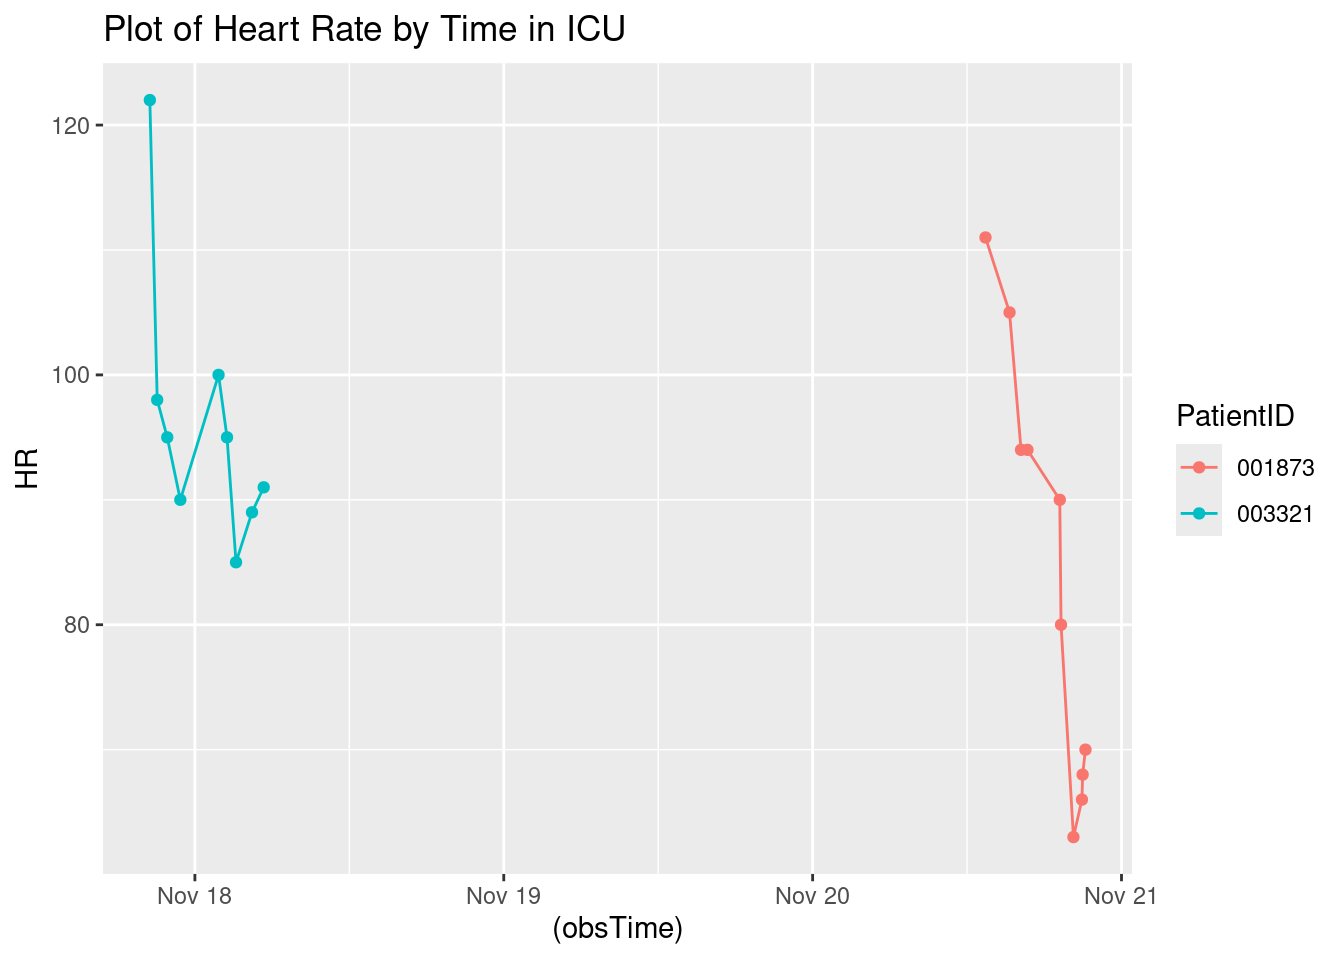 Plot of Heart Rate by Time in ICU
120
100
80
HR
Nov 18 Nov 19 Nov 20 Nov 21
(obsTime)
PatientID
001873
003321